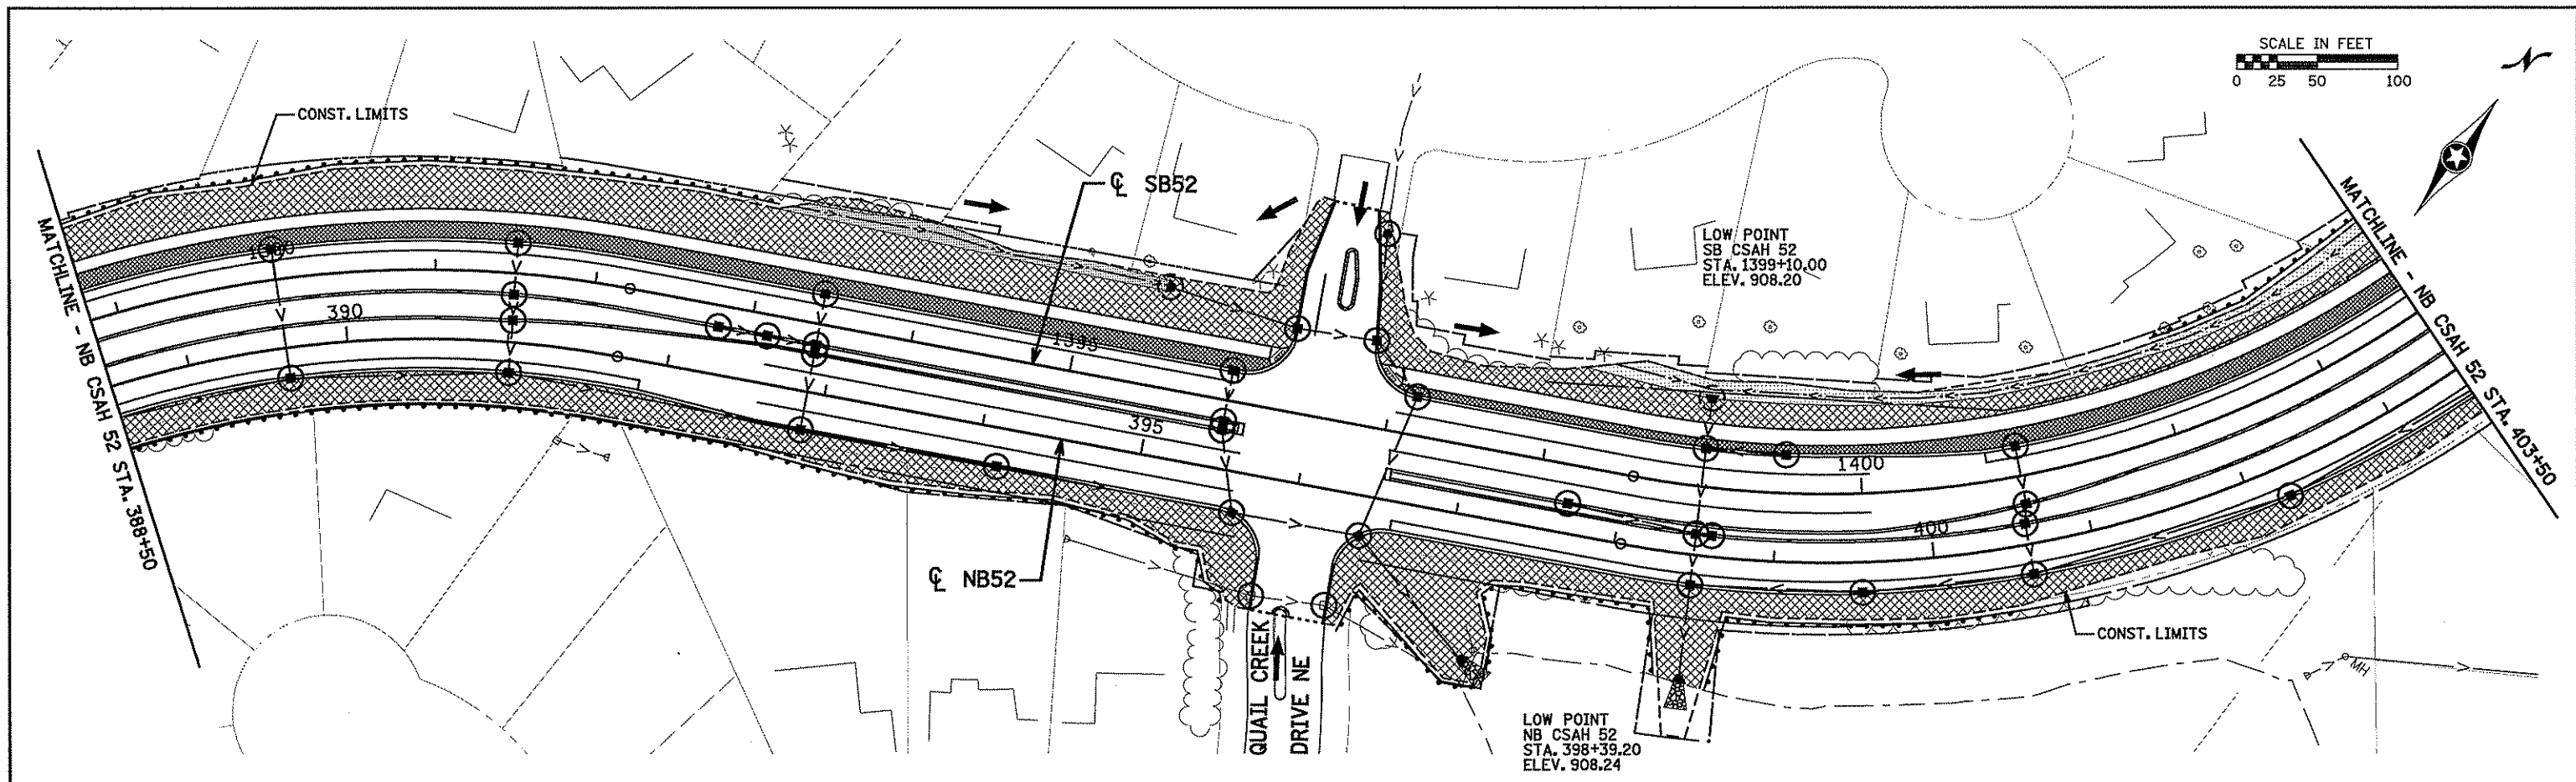 SCALE IN FEET
0 25 50 100
N
CONST. LIMITS
℄ SB52
MATCHLINE - NB CSAH 52 STA. 388+50
MATCHLINE - NB CSAH 52 STA. 403+50
LOW POINT
SB CSAH 52
STA. 1399+10.00
ELEV. 908.20
390
1395
395
1400
400
℄ NB52
CONST. LIMITS
MH
QUAIL CREEK
DRIVE NE
LOW POINT
NB CSAH 52
STA. 398+39.20
ELEV. 908.24